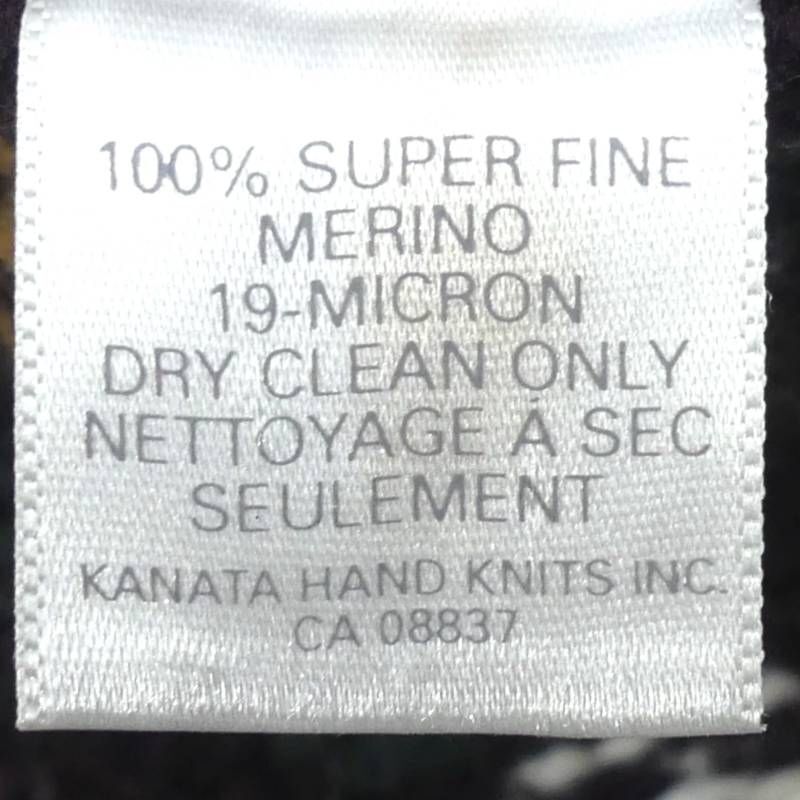 100% SUPER FINE
MERINO
19-MICRON
DRY CLEAN ONLY
NETTOYAGE Á SEC
SEULEMENT
KANATA HAND KNITS INC.
CA 08837